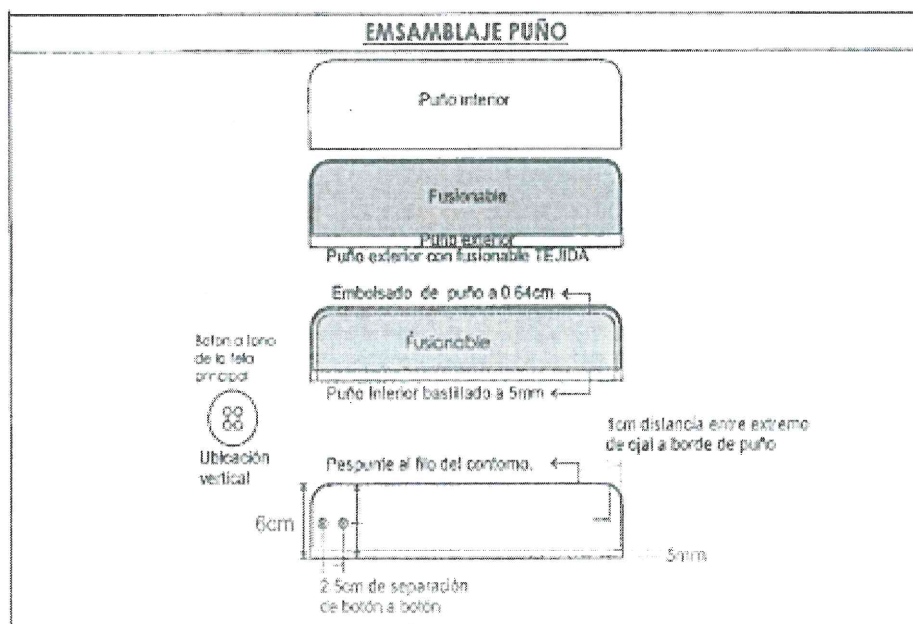 EMSAMBLAJE PUÑO
Puño interior
Fusionable
Puño exterior
Puño exterior con fusionable TEJIDA
Embolsado de puño a 0.64cm
Fusionable
Puño Interior bastillado a 5mm
Boton a tono
de la tela
principal
Ubicación
vertical
1cm distancia entre extremo
de ojal a borde de puño
Pespunte al filo del contorno.
6cm
5mm
2.5cm de separación
de botón a botón